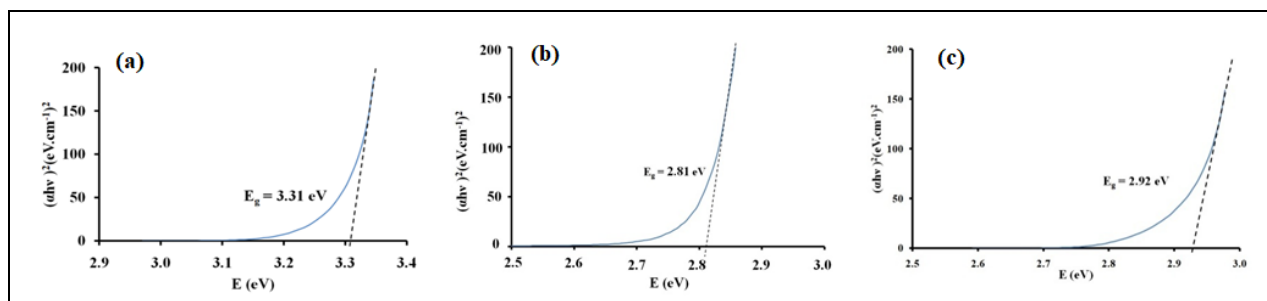 (a)
200
150
100
50
0
(αhν )²(eV.cm⁻¹)²
E_g = 3.31 eV
2.9 3.0 3.1 3.2 3.3 3.4
E (eV)
(b)
200
150
100
50
0
(αhν )²(eV.cm⁻¹)²
E_g = 2.81 eV
2.5 2.6 2.7 2.8 2.9 3.0
E (eV)
(c)
200
150
100
50
0
(αhν )²(eV.cm⁻¹)²
E_g = 2.92 eV
2.5 2.6 2.7 2.8 2.9 3.0
E (eV)